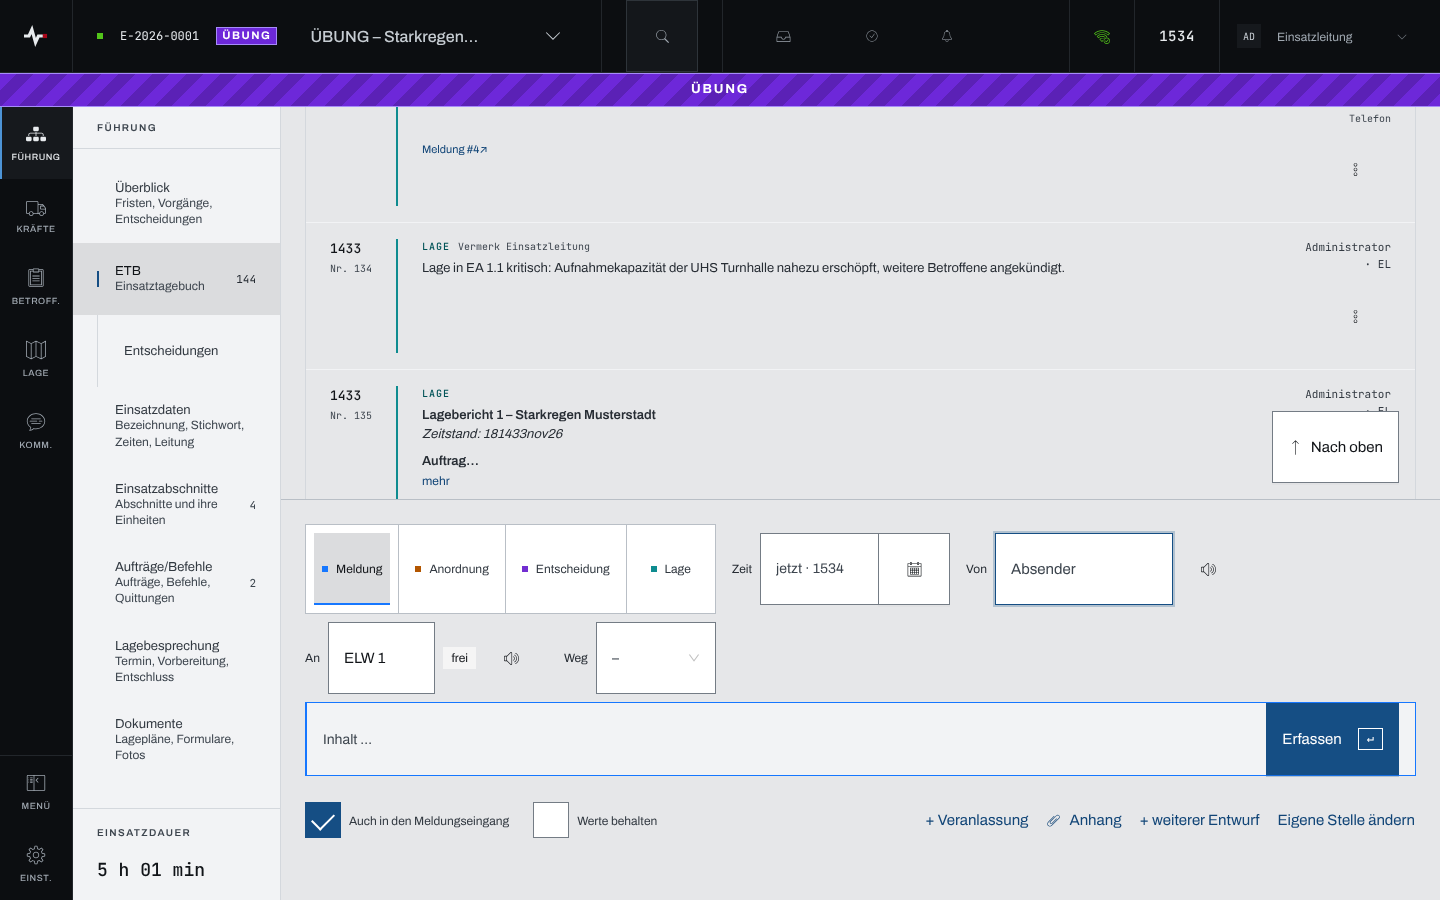 E-2026-0001 ÜBUNG ÜBUNG – Starkregen... 1534 AD Einsatzleitung
ÜBUNG
FÜHRUNG
KRÄFTE
BETROFF.
LAGE
KOMM.
MENÜ
EINST.
FÜHRUNG
Überblick
Fristen, Vorgänge,
Entscheidungen
ETB
Einsatztagebuch 144
Entscheidungen
Einsatzdaten
Bezeichnung, Stichwort,
Zeiten, Leitung
Einsatzabschnitte
Abschnitte und ihre 4
Einheiten
Aufträge/Befehle
Aufträge, Befehle, 2
Quittungen
Lagebesprechung
Termin, Vorbereitung,
Entschluss
Dokumente
Lagepläne, Formulare,
Fotos
EINSATZDAUER
5 h 01 min
Telefon
Meldung #4↗
1433 LAGE Vermerk Einsatzleitung Administrator
Nr. 134 Lage in EA 1.1 kritisch: Aufnahmekapazität der UHS Turnhalle nahezu erschöpft, weitere Betroffene angekündigt. · EL
1433 LAGE Administrator
Nr. 135 Lagebericht 1 – Starkregen Musterstadt · EL
Zeitstand: 181433nov26
Auftrag...
mehr
↑ Nach oben
Meldung Anordnung Entscheidung Lage Zeit jetzt · 1534 Von Absender
An ELW 1 frei Weg –
Inhalt ... Erfassen ↵
Auch in den Meldungseingang Werte behalten + Veranlassung Anhang + weiterer Entwurf Eigene Stelle ändern